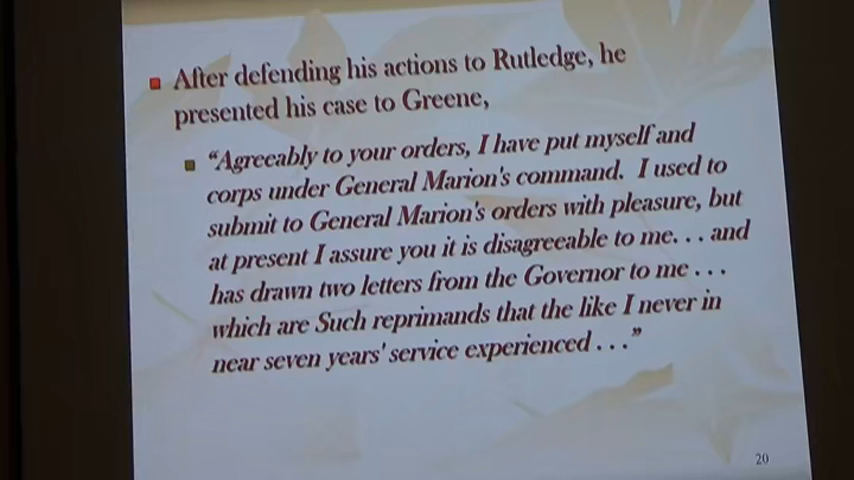 After defending his actions to Rutledge, he
presented his case to Greene,
“Agreeably to your orders, I have put myself and
corps under General Marion's command. I used to
submit to General Marion's orders with pleasure, but
at present I assure you it is disagreeable to me. . . and
has drawn two letters from the Governor to me . . .
which are Such reprimands that the like I never in
near seven years' service experienced . . .”
20